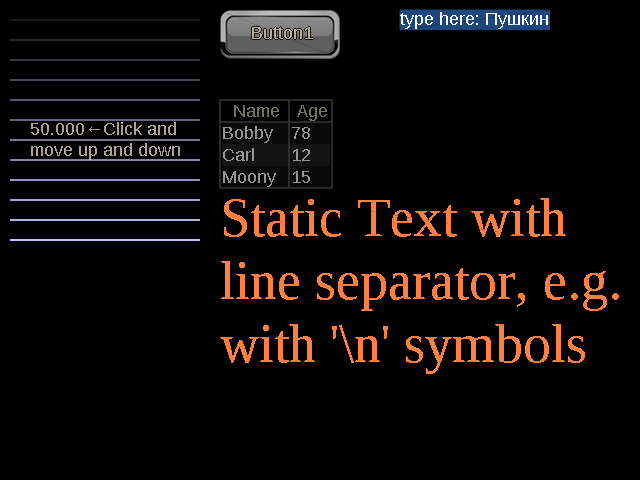 Button1
type here: Пушкин
50.000←Click and
move up and down
Name Age
Bobby 78
Carl 12
Moony 15
Static Text with
line separator, e.g.
with '\n' symbols